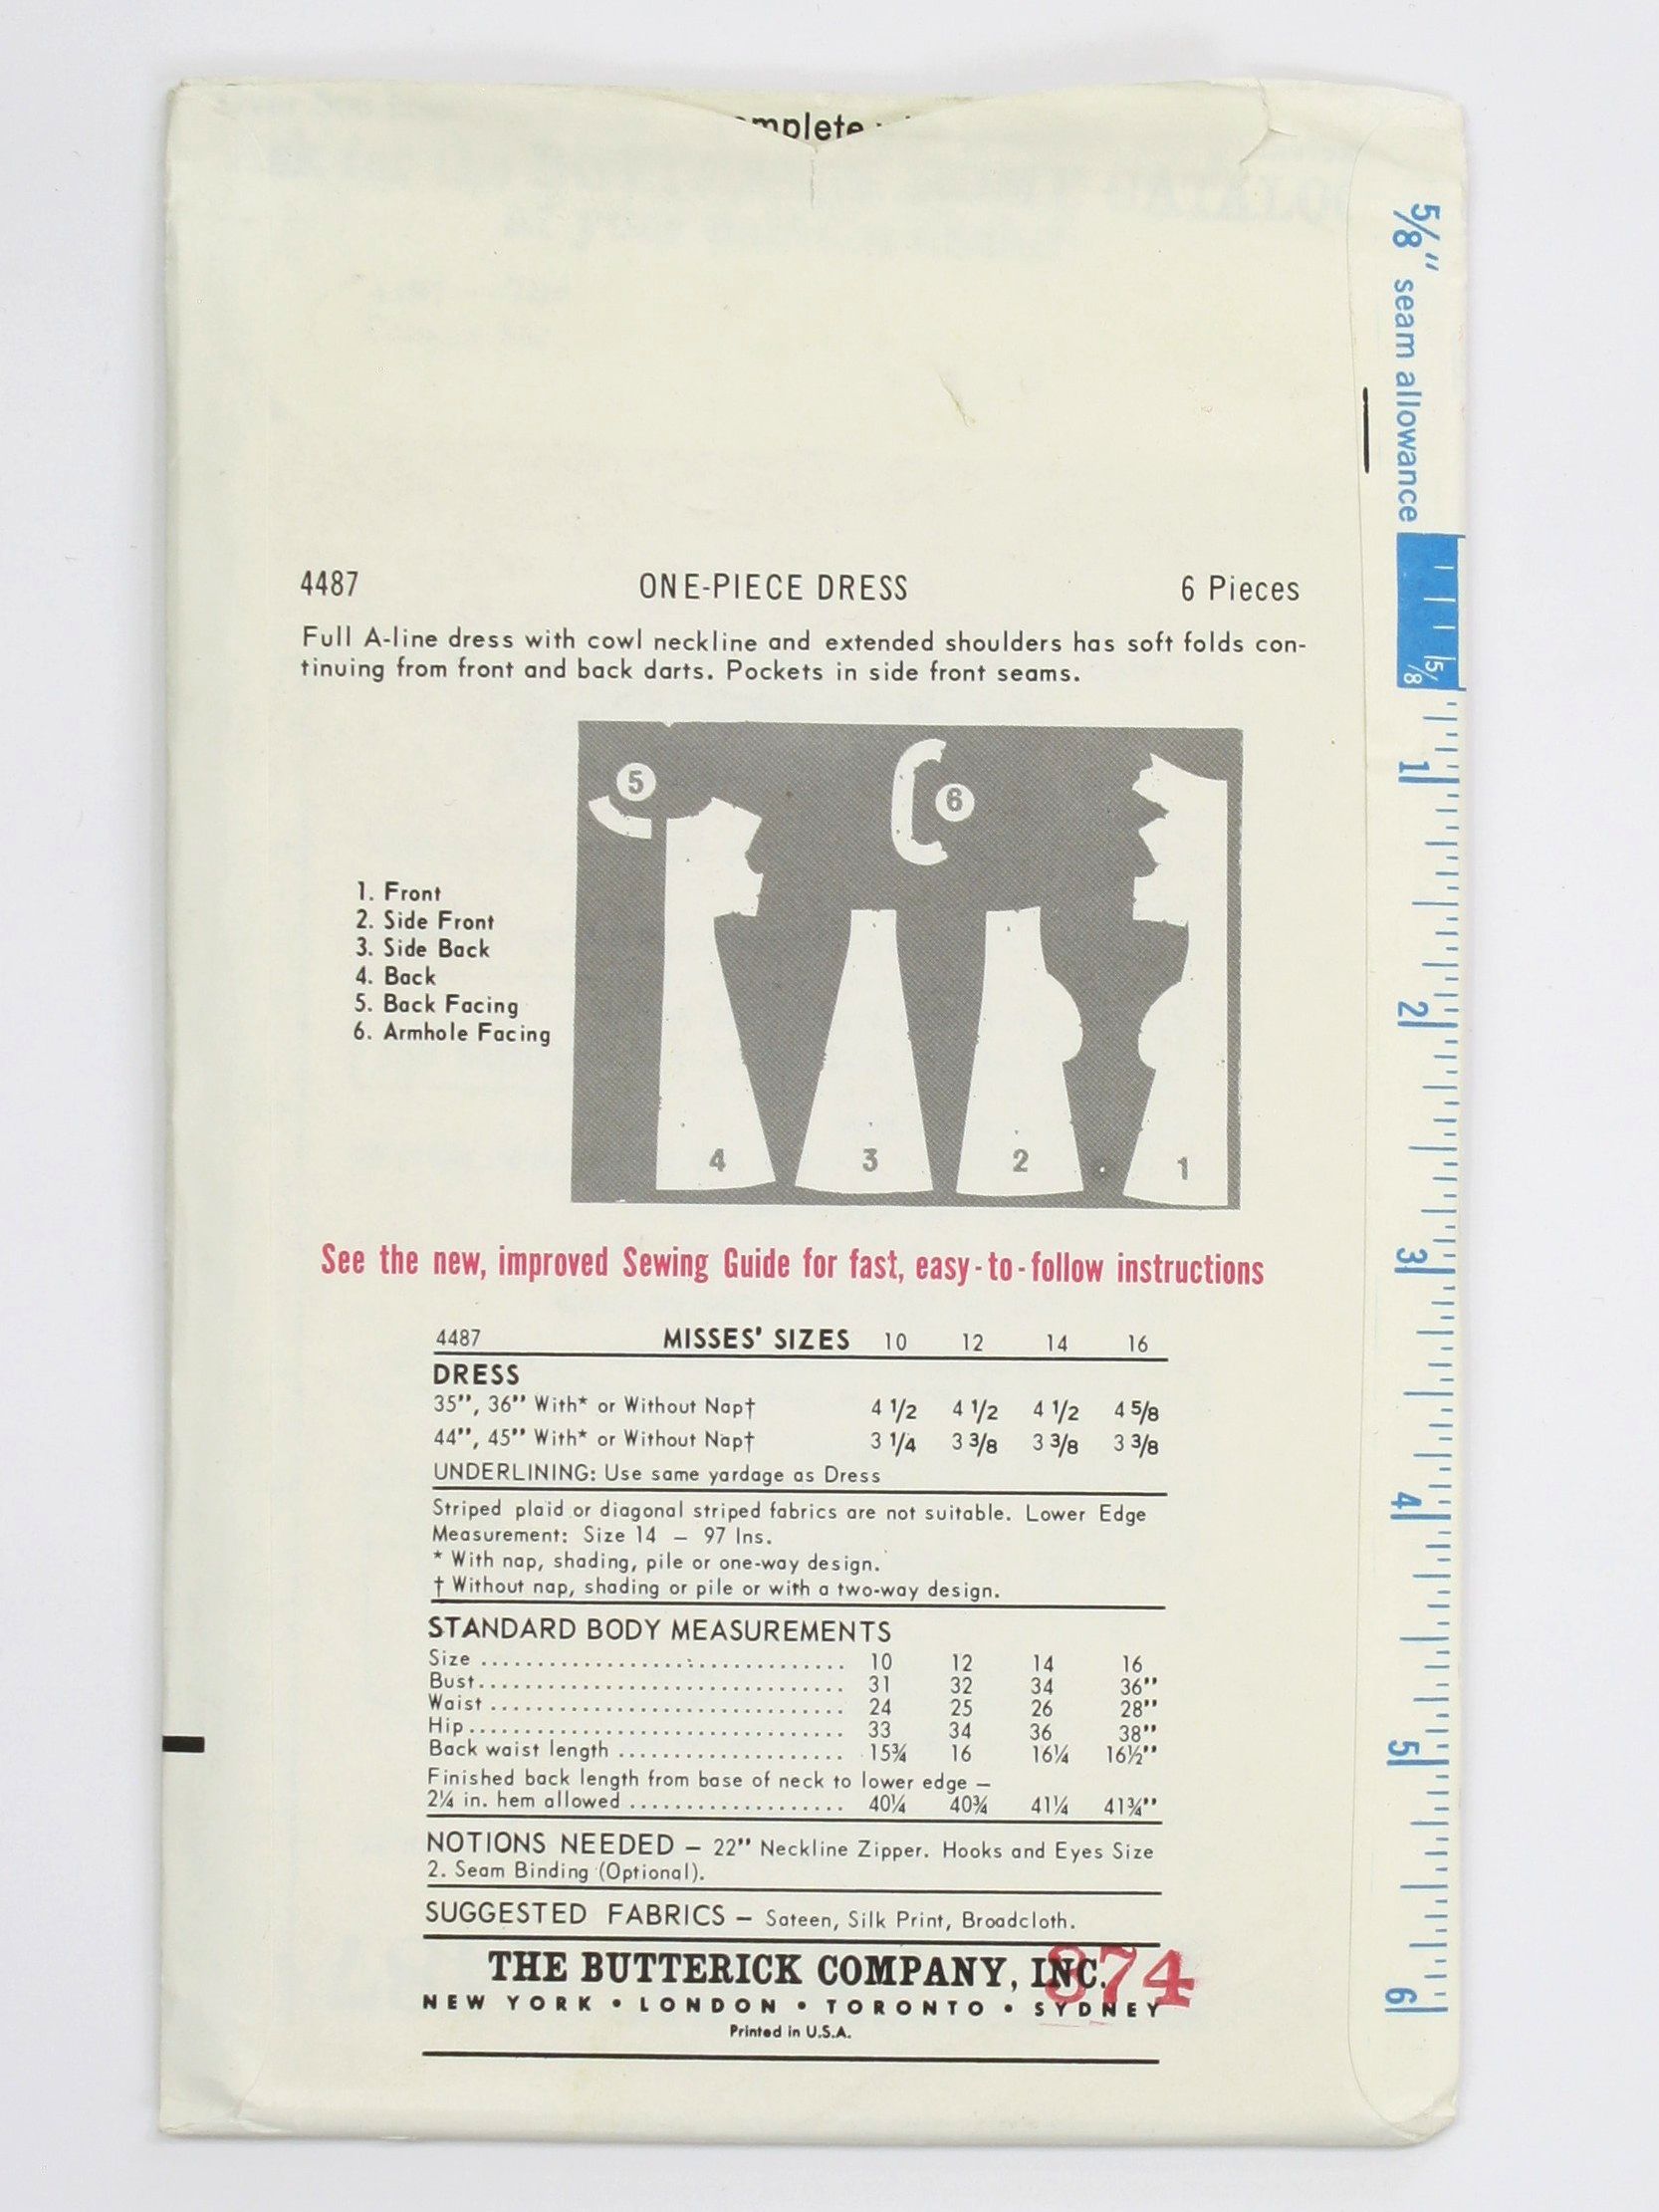 5/8" seam allowance
5/8
1
2
3
4
5
6
4487 ONE-PIECE DRESS 6 Pieces
Full A-line dress with cowl neckline and extended shoulders has soft folds con-
tinuing from front and back darts. Pockets in side front seams.
1. Front
2. Side Front
3. Side Back
4. Back
5. Back Facing
6. Armhole Facing
5
6
4
3
2
1
See the new, improved Sewing Guide for fast, easy-to-follow instructions
4487 MISSES' SIZES 10 12 14 16
DRESS
35", 36" With* or Without Nap† 4 1/2 4 1/2 4 1/2 4 5/8
44", 45" With* or Without Nap† 3 1/4 3 3/8 3 3/8 3 3/8
UNDERLINING: Use same yardage as Dress
Striped plaid or diagonal striped fabrics are not suitable. Lower Edge
Measurement: Size 14 – 97 Ins.
* With nap, shading, pile or one-way design.
† Without nap, shading or pile or with a two-way design.
STANDARD BODY MEASUREMENTS
Size ................................ 10 12 14 16
Bust................................ 31 32 34 36"
Waist ............................... 24 25 26 28"
Hip................................. 33 34 36 38"
Back waist length .................... 15¾ 16 16¼ 16½"
Finished back length from base of neck to lower edge –
2¼ in. hem allowed ................... 40¼ 40¾ 41¼ 41¾"
NOTIONS NEEDED – 22" Neckline Zipper. Hooks and Eyes Size
2. Seam Binding (Optional).
SUGGESTED FABRICS – Sateen, Silk Print, Broadcloth.
THE BUTTERICK COMPANY, INC.
874
NEW YORK • LONDON • TORONTO • SYDNEY
Printed in U.S.A.